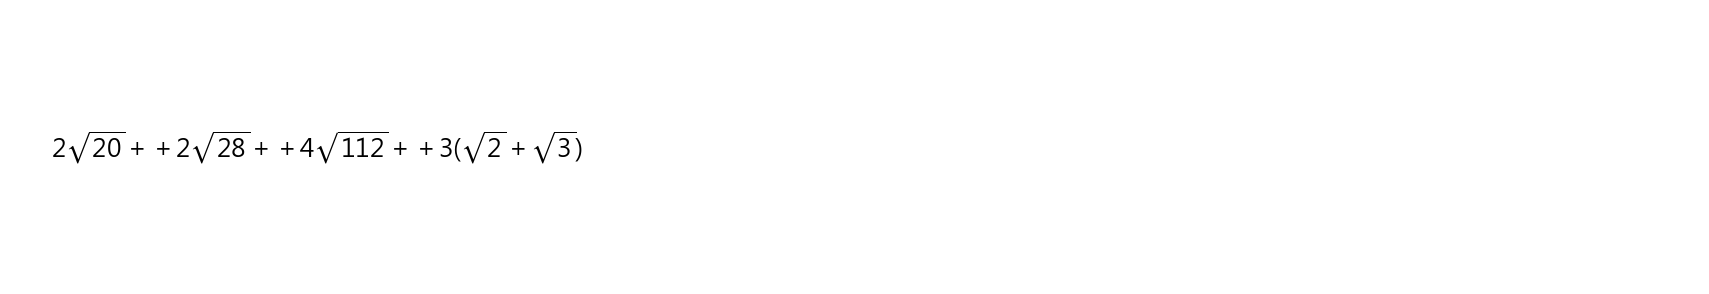 2√20 + +2√28 + +4√112 + +3(√2 + √3)